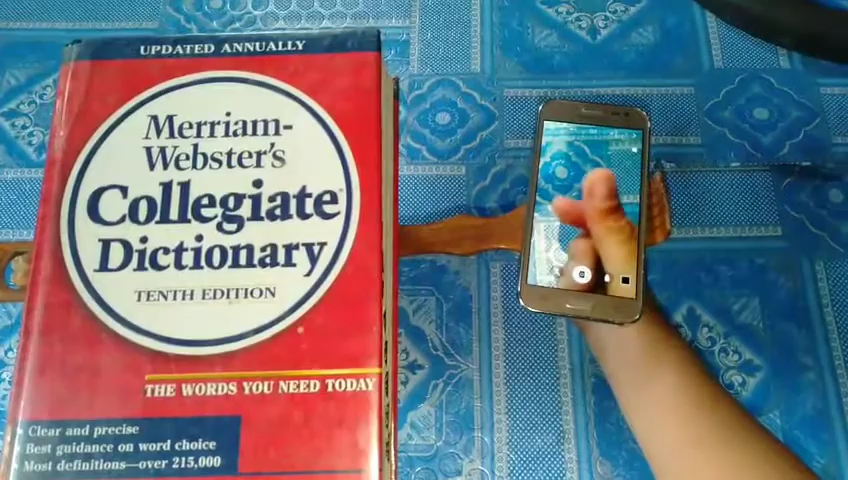 UPDATED ANNUALLY
Merriam-
Webster's
Collegiate®
Dictionary
TENTH EDITION
THE WORDS YOU NEED TODAY
Clear and precise
Best guidance on word choice
Most definitions—over 215,000